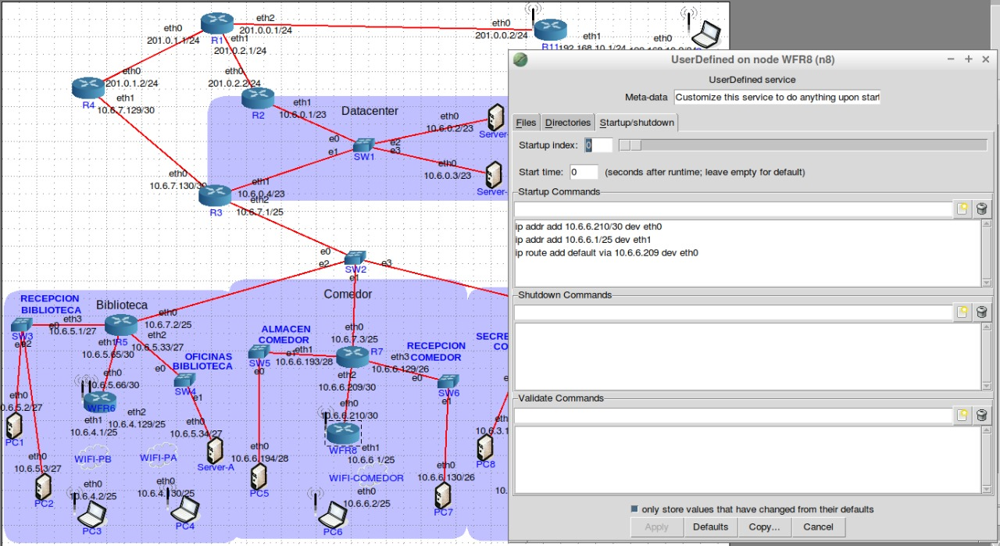 eth2
201.0.0.1/24
eth0
201.0.1.1/24
R1
eth1
201.0.2.1/24
eth0
201.0.0.2/24
R11
eth1
192.168.10.1/24
eth0
201.0.1.2/24
R4
eth1
10.6.7.129/30
201.0.2.2/24
R2
eth1
10.6.0.1/23
Datacenter
eth0
10.6.0.2/23
Server-
e0
e1
e2
e3
SW1
eth0
10.6.0.3/23
Server-
eth0
10.6.7.130/30
R3
eth1
10.6.0.4/23
eth2
10.6.7.1/25
e0
e2
SW2
e1
e3
RECEPCION
BIBLIOTECA
Biblioteca
Comedor
SW3
e0
e2
eth3
10.6.5.1/27
R5
eth0
10.6.7.2/25
eth2
10.6.5.33/27
eth1
10.6.5.65/30
OFICINAS
BIBLIOTECA
e0
SW4
e1
eth0
10.6.5.66/30
WFR6
eth1
10.6.4.1/25
eth2
10.6.4.129/25
eth0
10.6.5.2/27
PC1
eth0
10.6.5.3/27
PC2
WIFI-PB
WIFI-PA
eth0
10.6.5.34/27
Server-A
eth0
10.6.4.2/25
PC3
eth0
10.6.4.130/25
PC4
ALMACEN
COMEDOR
SW5
e1
e0
eth1
10.6.6.193/28
eth0
10.6.7.3/25
R7
eth3
10.6.6.129/26
eth2
10.6.6.209/30
RECEPCION
COMEDOR
e0
SW6
e1
eth0
10.6.6.210/30
WFR8
eth1
10.6.6.1/25
WIFI-COMEDOR
eth0
10.6.6.194/28
PC5
eth0
10.6.6.2/25
PC6
eth0
10.6.6.130/26
PC7
SECRE
CO
eth
10.6.3.1
PC8
10.
UserDefined on node WFR8 (n8)
UserDefined service
Meta-data Customize this service to do anything upon start
Files Directories Startup/shutdown
Startup index: 0
Start time: 0 (seconds after runtime; leave empty for default)
Startup Commands
ip addr add 10.6.6.210/30 dev eth0
ip addr add 10.6.6.1/25 dev eth1
ip route add default via 10.6.6.209 dev eth0
Shutdown Commands
Validate Commands
only store values that have changed from their defaults
Apply Defaults Copy... Cancel